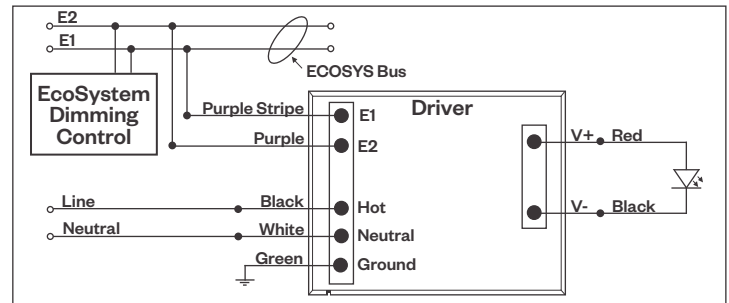 E2
E1
ECOSYS Bus
EcoSystem
Dimming
Control
Driver
Purple Stripe
E1
Purple
E2
V+
Red
Line
Black
Hot
V-
Black
Neutral
White
Neutral
Green
Ground